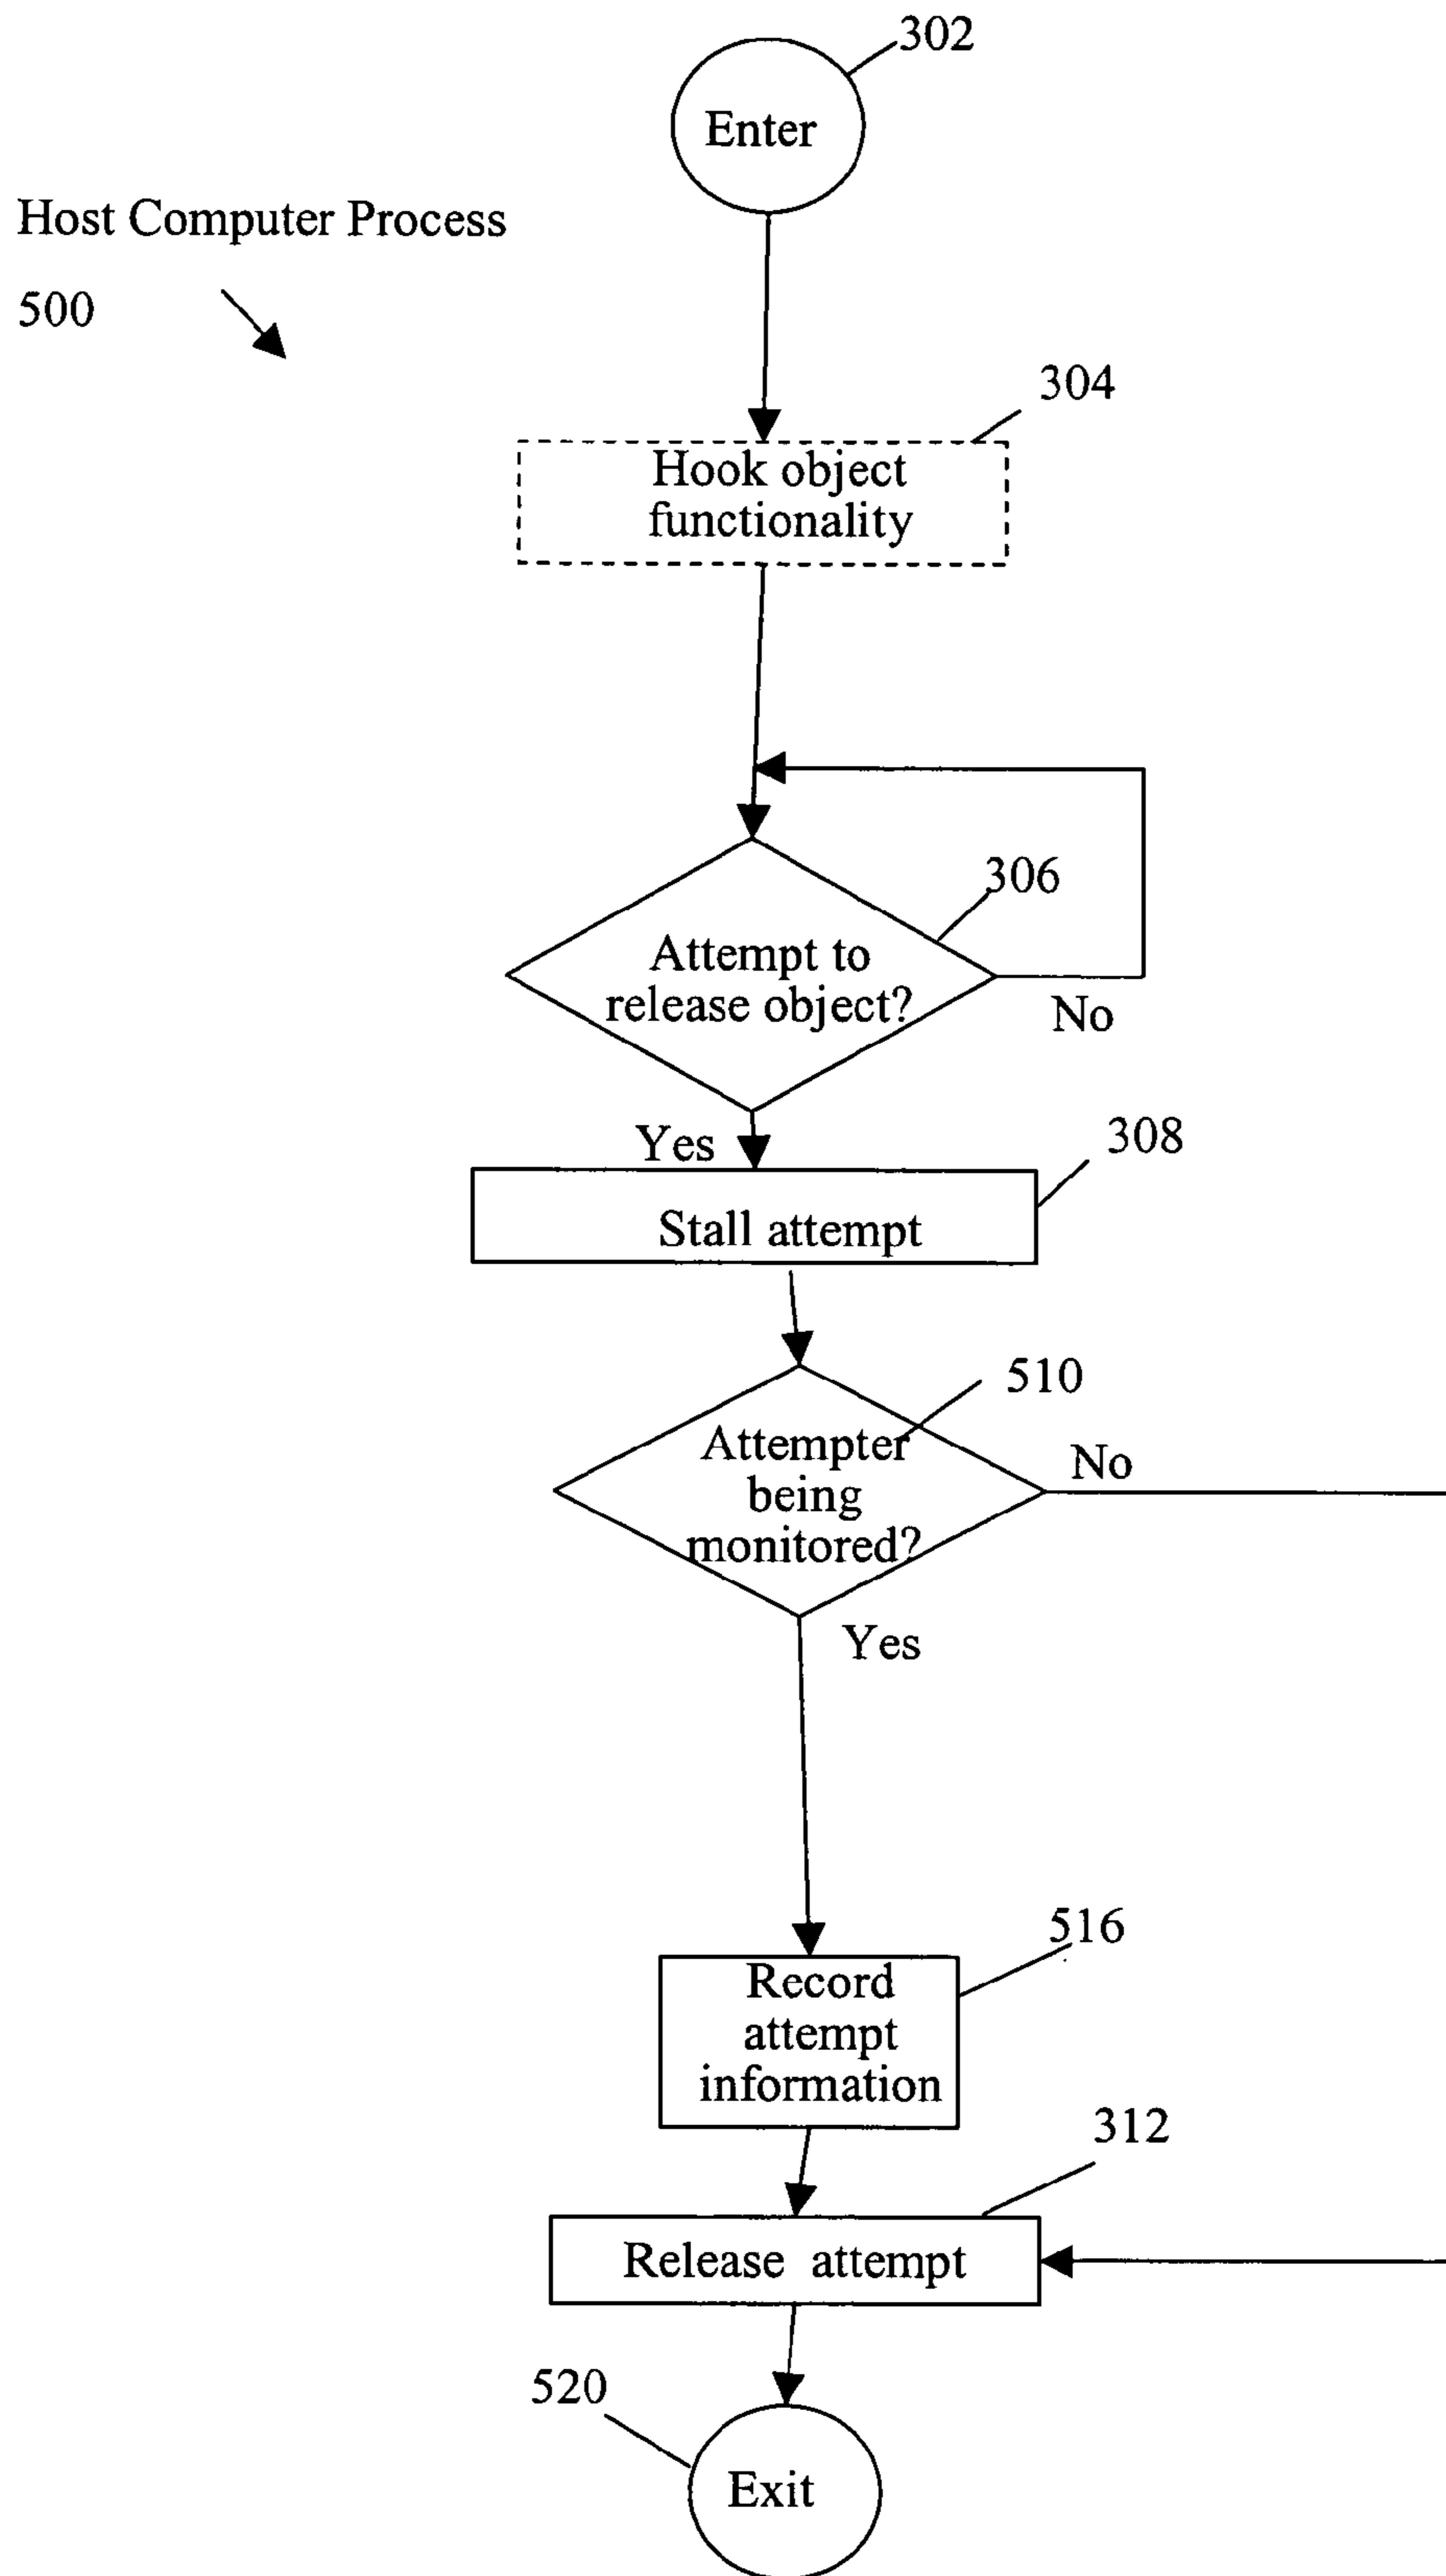 302
Enter
Host Computer Process
500
304
Hook object
functionality
306
Attempt to
release object?
No
Yes
308
Stall attempt
510
Attempter
being
monitored?
No
Yes
516
Record
attempt
information
312
Release attempt
520
Exit